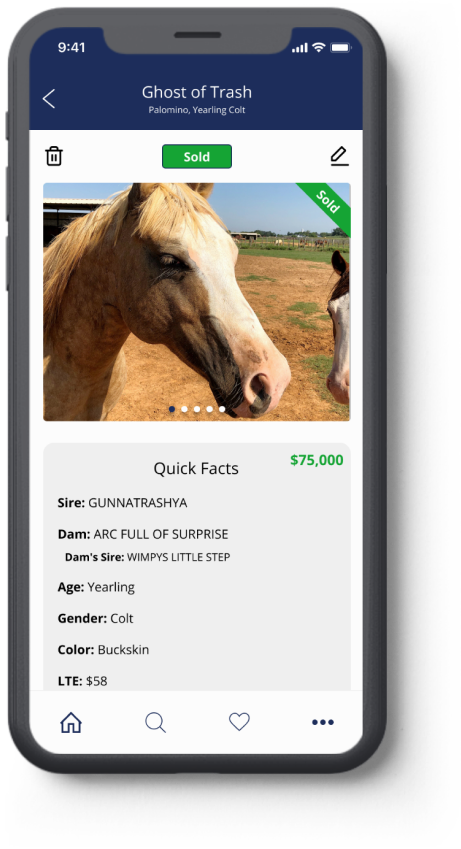 9:41
Ghost of Trash
Palomino, Yearling Colt
Sold
Sold
Quick Facts
$75,000
Sire: GUNNATRASHYA
Dam: ARC FULL OF SURPRISE
Dam's Sire: WIMPYS LITTLE STEP
Age: Yearling
Gender: Colt
Color: Buckskin
LTE: $58